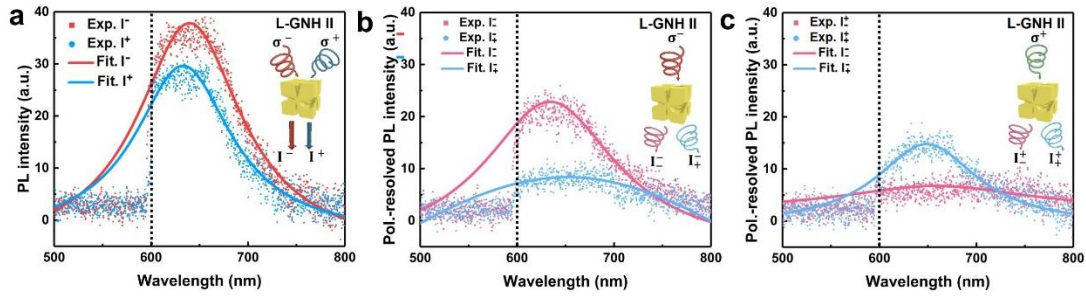 a
L-GNH II
Exp. I⁻
Exp. I⁺
Fit. I⁻
Fit. I⁺
σ⁻ σ⁺
I⁻ I⁺
PL intensity (a.u.)
40
30
20
10
0
500 600 700 800
Wavelength (nm)
b
L-GNH II
Exp. I₋⁻
Exp. I₊⁻
Fit. I₋⁻
Fit. I₊⁻
σ⁻
I₋⁻ I₊⁻
Pol.-resolved PL intensity (a.u.)
40
30
20
10
0
500 600 700 800
Wavelength (nm)
c
L-GNH II
Exp. I₋⁺
Exp. I₊⁺
Fit. I₋⁺
Fit. I₊⁺
σ⁺
I₋⁺ I₊⁺
Pol.-resolved PL inensity (a.u.)
40
30
20
10
0
500 600 700 800
Wavelength (nm)